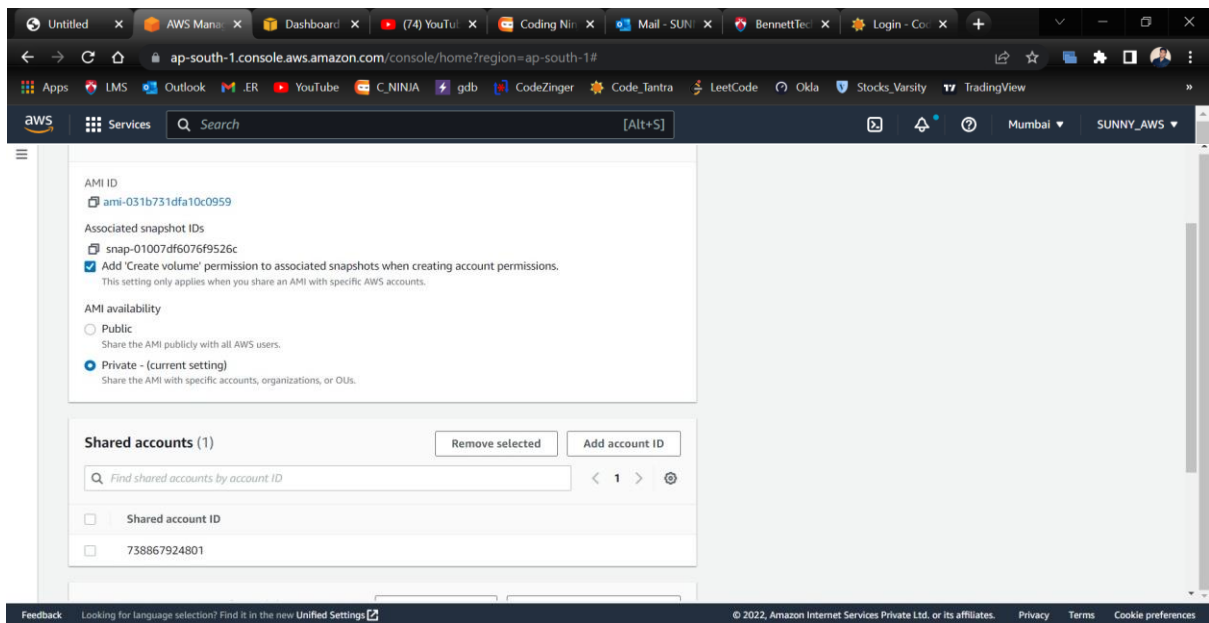 Untitled
AWS Mana
Dashboard
(74) YouTu
Coding Nin
Mail - SUN
BennettTec
Login - Co
ap-south-1.console.aws.amazon.com/console/home?region=ap-south-1#
Apps LMS Outlook .ER YouTube C_NINJA gdb CodeZinger Code_Tantra LeetCode Okla Stocks_Varsity TradingView »
aws Services Search [Alt+S] Mumbai SUNNY_AWS
AMI ID
ami-031b731dfa10c0959
Associated snapshot IDs
snap-01007df6076f9526c
Add 'Create volume' permission to associated snapshots when creating account permissions.
This setting only applies when you share an AMI with specific AWS accounts.
AMI availability
Public
Share the AMI publicly with all AWS users.
Private - (current setting)
Share the AMI with specific accounts, organizations, or OUs.
Shared accounts (1) Remove selected Add account ID
Find shared accounts by account ID 1
Shared account ID
738867924801
Feedback Looking for language selection? Find it in the new Unified Settings © 2022, Amazon Internet Services Private Ltd. or its affiliates. Privacy Terms Cookie preferences